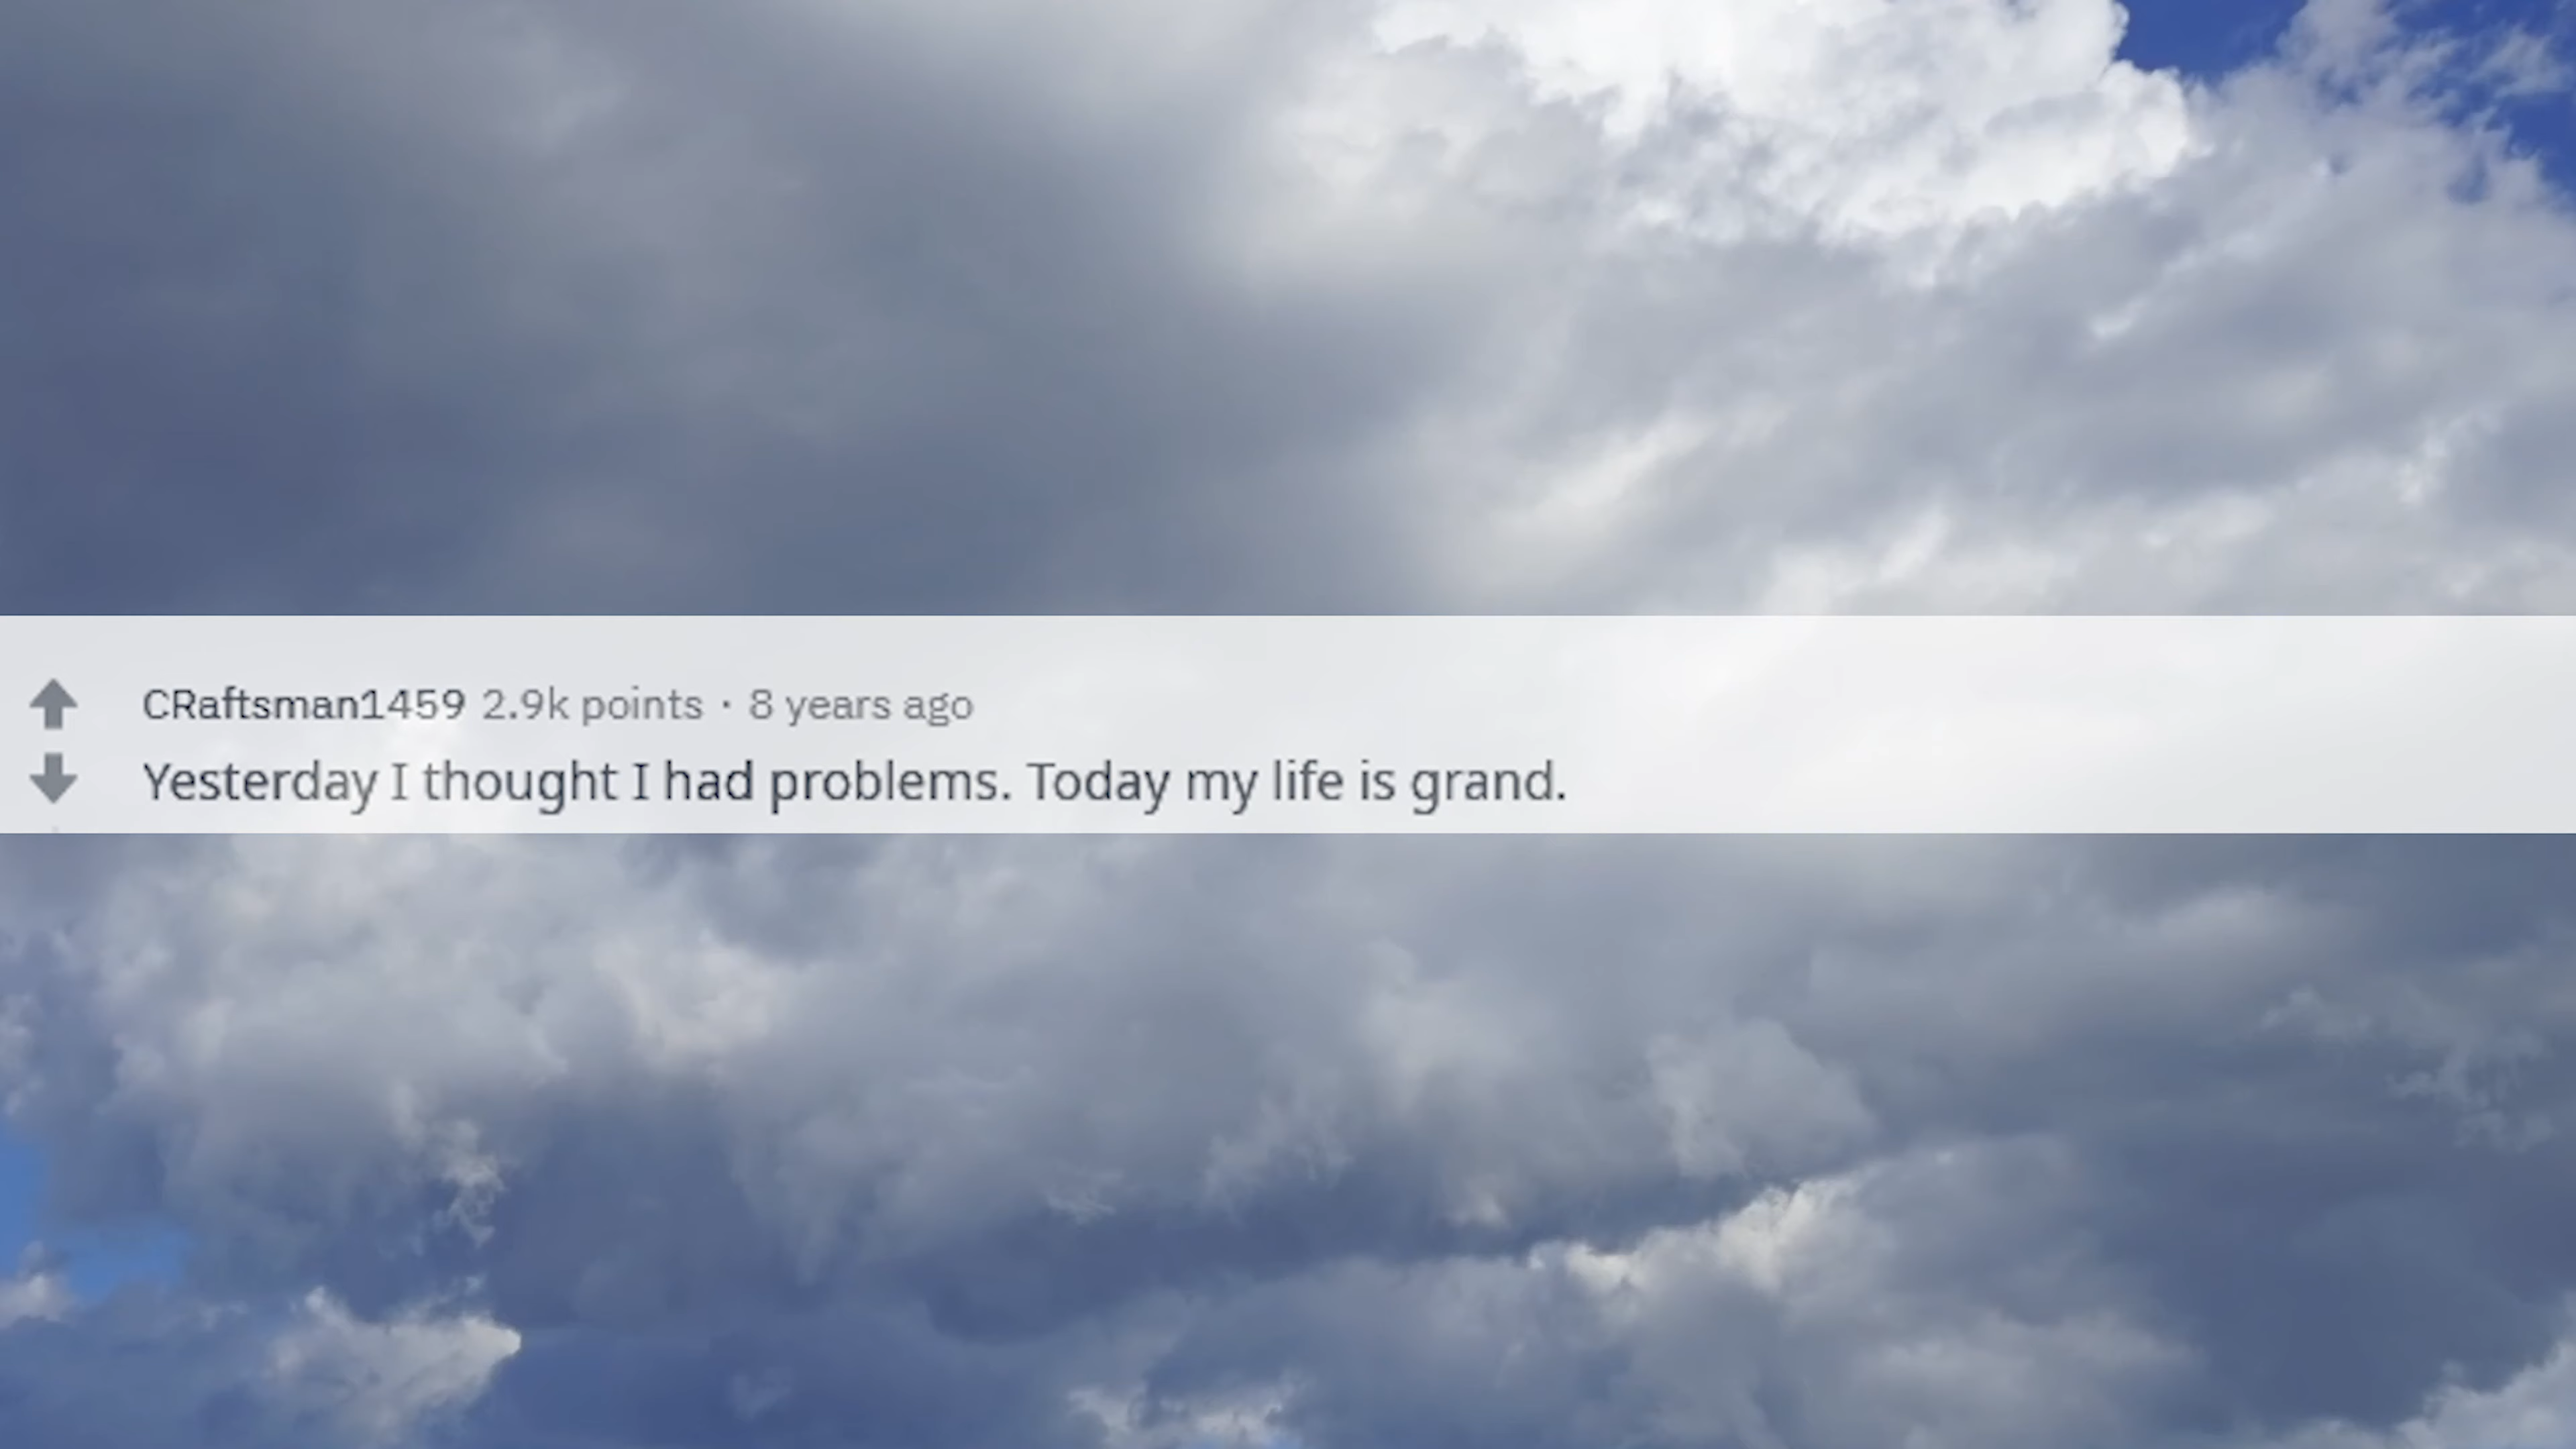 CRaftsman1459 2.9k points · 8 years ago
Yesterday I thought I had problems. Today my life is grand.